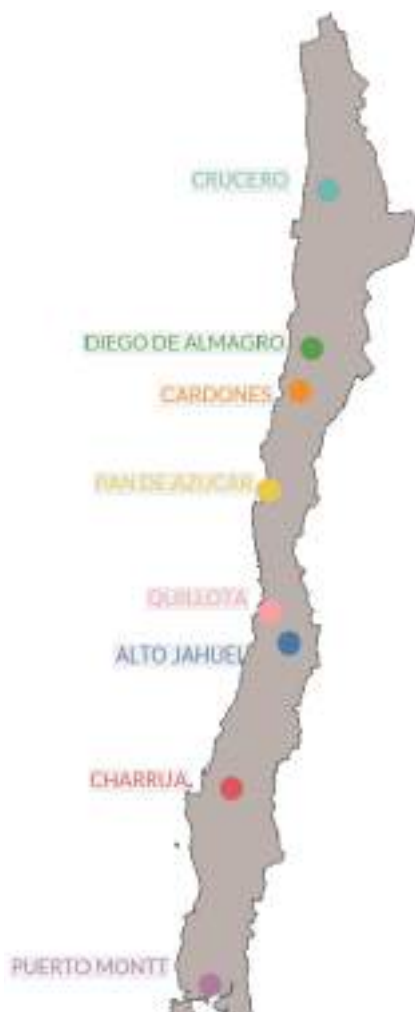 CRUCERO
DIEGO DE ALMAGRO
CARDONES
PAN DE AZUCAR
QUILLOTA
ALTO JAHUEL
CHARRUA
PUERTO MONTT